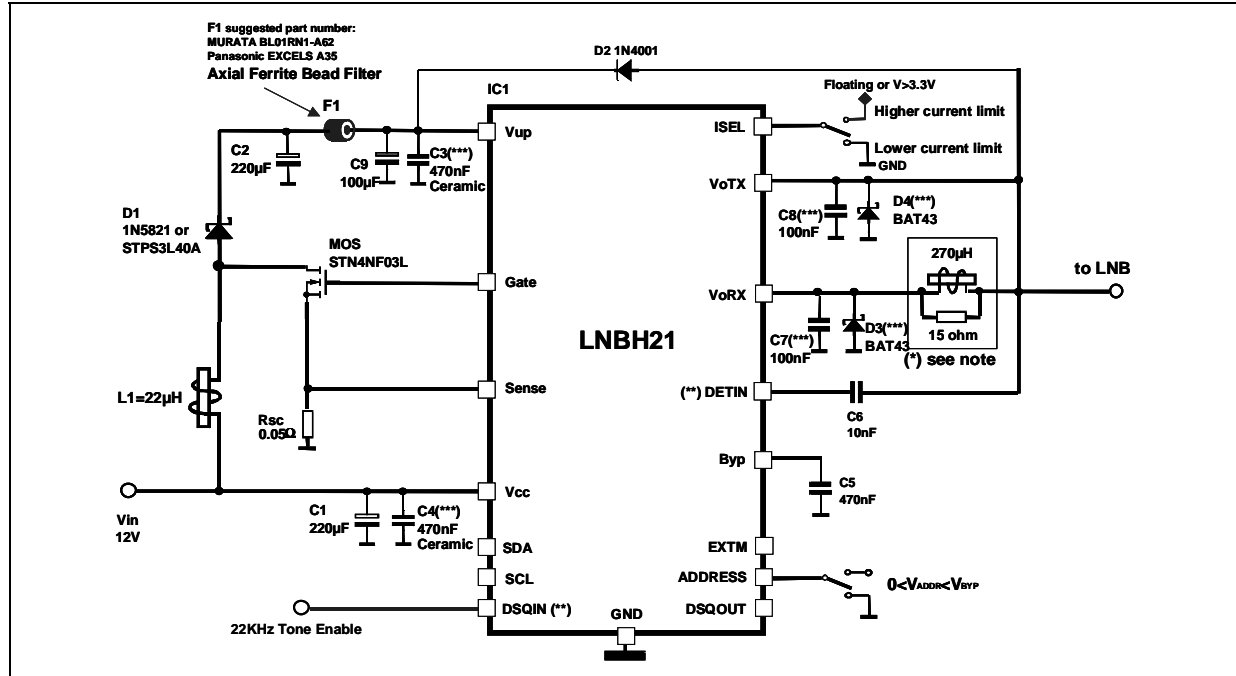 F1 suggested part number:
MURATA BL01RN1-A62
Panasonic EXCELS A35
Axial Ferrite Bead Filter
F1
D2 1N4001
IC1
Floating or V>3.3V
Higher current limit
Lower current limit
GND
Vup
ISEL
C2
220µF
C9
100µF
C3(***)
470nF
Ceramic
VoTX
C8(***)
100nF
D4(***)
BAT43
D1
1N5821 or
STPS3L40A
MOS
STN4NF03L
Gate
VoRX
270µH
15 ohm
(*) see note
to LNB
C7(***)
100nF
D3(***)
BAT43
LNBH21
L1=22µH
Sense
Rsc
0.05Ω
(**) DETIN
C6
10nF
Byp
C5
470nF
Vin
12V
Vcc
C1
220µF
C4(***)
470nF
Ceramic
SDA
SCL
EXTM
ADDRESS
0<VADDR<VBYP
DSQIN (**)
GND
DSQOUT
22KHz Tone Enable